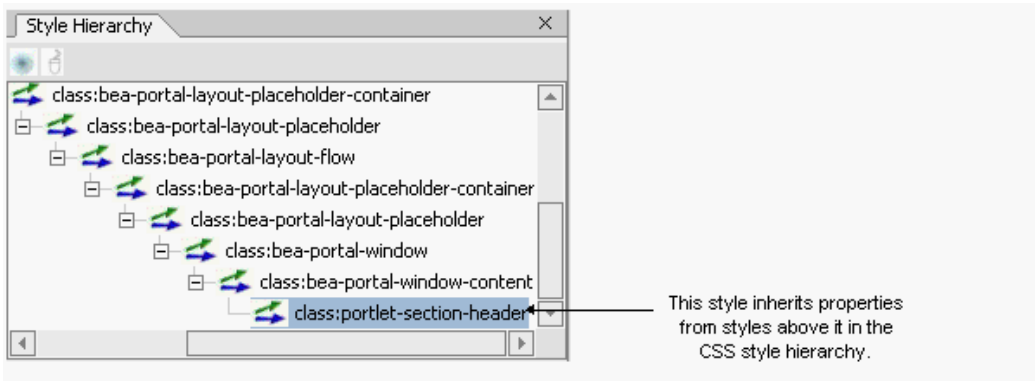 Style Hierarchy
class:bea-portal-layout-placeholder-container
class:bea-portal-layout-placeholder
class:bea-portal-layout-flow
class:bea-portal-layout-placeholder-container
class:bea-portal-layout-placeholder
class:bea-portal-window
class:bea-portal-window-content
class:portlet-section-header
This style inherits properties
from styles above it in the
CSS style hierarchy.